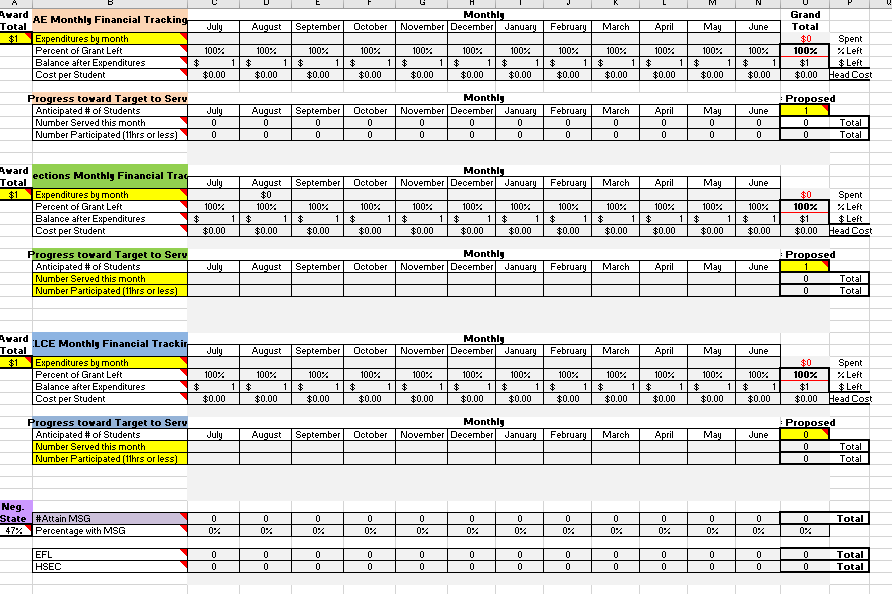 A B C D E F G H I J K L M N O P Q
Award AE Monthly Financial Tracking Monthly Grand
Total July August September October November December January February March April May June Total
$1 Expenditures by month $0 Spent
Percent of Grant Left 100% 100% 100% 100% 100% 100% 100% 100% 100% 100% 100% 100% 100% % Left
Balance after Expenditures $ 1 $ 1 $ 1 $ 1 $ 1 $ 1 $ 1 $ 1 $ 1 $ 1 $ 1 $ 1 $1 $ Left
Cost per Student $0.00 $0.00 $0.00 $0.00 $0.00 $0.00 $0.00 $0.00 $0.00 $0.00 $0.00 $0.00 $0.00 Head Cost
Progress toward Target to Serv Monthly : Proposed
Anticipated # of Students July August September October November December January February March April May June 1
Number Served this month 0 0 0 0 0 0 0 0 0 0 0 0 0 Total
Number Participated (11hrs or less) 0 0 0 0 0 0 0 0 0 0 0 0 0 Total
Award ections Monthly Financial Trac Monthly Grand
Total July August September October November December January February March April May June Total
$1 Expenditures by month $0 $0 Spent
Percent of Grant Left 100% 100% 100% 100% 100% 100% 100% 100% 100% 100% 100% 100% 100% % Left
Balance after Expenditures $ 1 $ 1 $ 1 $ 1 $ 1 $ 1 $ 1 $ 1 $ 1 $ 1 $ 1 $ 1 $1 $ Left
Cost per Student $0.00 $0.00 $0.00 $0.00 $0.00 $0.00 $0.00 $0.00 $0.00 $0.00 $0.00 $0.00 $0.00 Head Cost
Progress toward Target to Serv Monthly : Proposed
Anticipated # of Students July August September October November December January February March April May June 1
Number Served this month 0 Total
Number Participated (11hrs or less) 0 Total
Award LCE Monthly Financial Trackin Monthly Grand
Total July August September October November December January February March April May June Total
$1 Expenditures by month $0 Spent
Percent of Grant Left 100% 100% 100% 100% 100% 100% 100% 100% 100% 100% 100% 100% 100% % Left
Balance after Expenditures $ 1 $ 1 $ 1 $ 1 $ 1 $ 1 $ 1 $ 1 $ 1 $ 1 $ 1 $ 1 $1 $ Left
Cost per Student $0.00 $0.00 $0.00 $0.00 $0.00 $0.00 $0.00 $0.00 $0.00 $0.00 $0.00 $0.00 $0.00 Head Cost
Progress toward Target to Serv Monthly : Proposed
Anticipated # of Students July August September October November December January February March April May June 0
Number Served this month 0 Total
Number Participated (11hrs or less) 0 Total
Neg.
State #Attain MSG 0 0 0 0 0 0 0 0 0 0 0 0 0 Total
47% Percentage with MSG 0% 0% 0% 0% 0% 0% 0% 0% 0% 0% 0% 0% 0%
EFL 0 0 0 0 0 0 0 0 0 0 0 0 0 Total
HSEC 0 0 0 0 0 0 0 0 0 0 0 0 0 Total